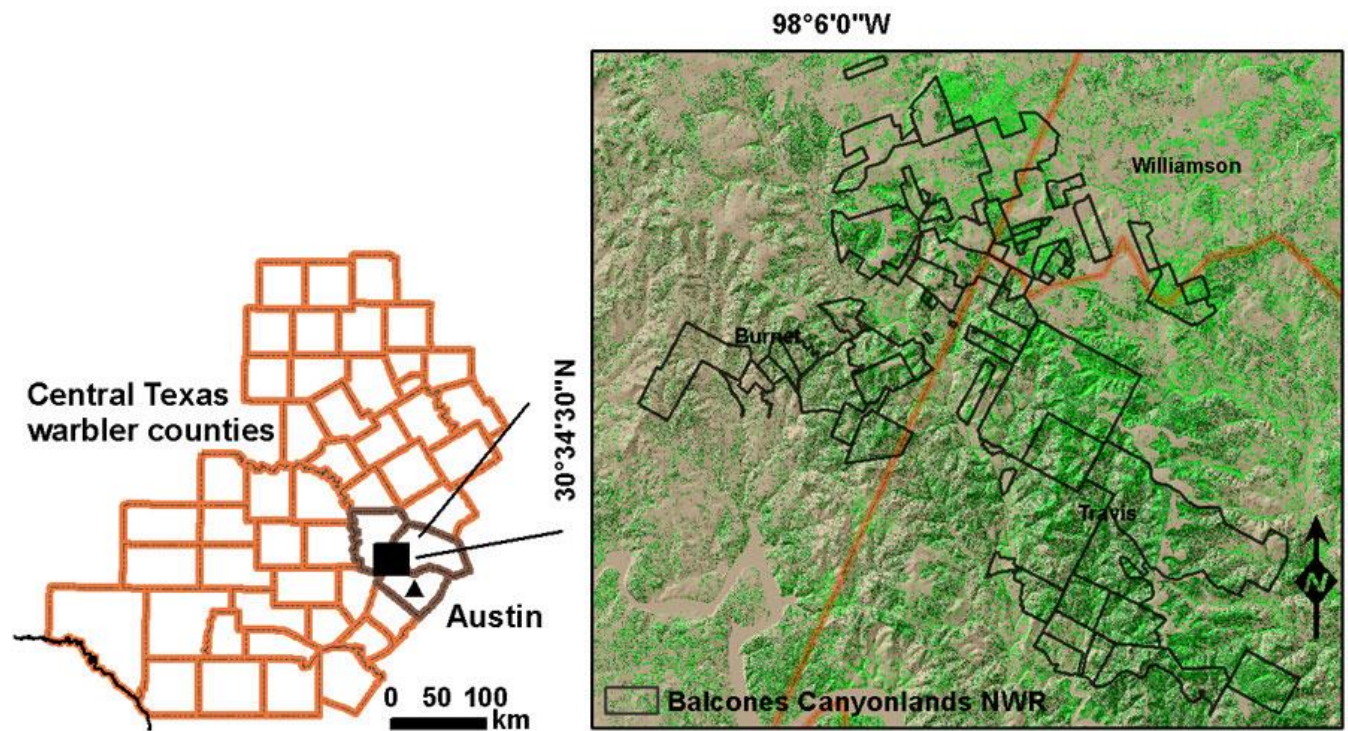 98°6'0"W
Williamson
Central Texas
warbler counties
Burnet
30°34'30"N
Travis
Austin
0 50 100
km
Balcones Canyonlands NWR
N